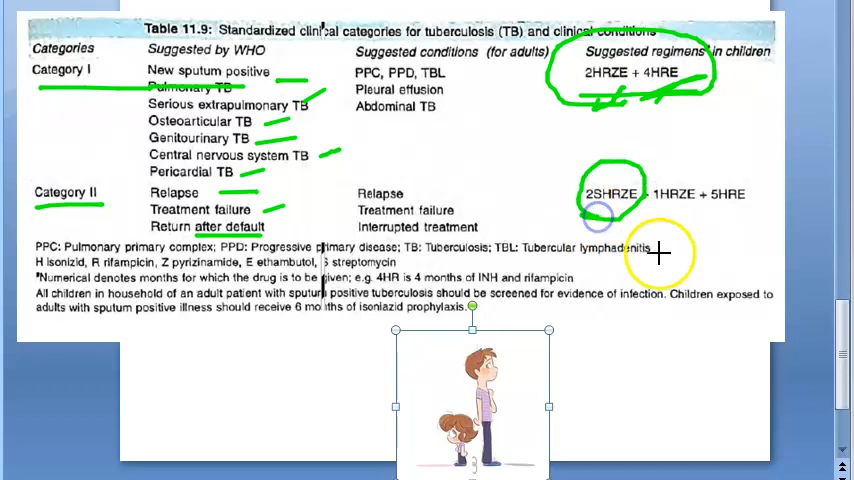 Table 11.9: Standardized clinical categories for tuberculosis (TB) and clinical conditions
Categories Suggested by WHO Suggested conditions (for adults) Suggested regimens* in children
Category I New sputum positive PPC, PPD, TBL 2HRZE + 4HRE
Pulmonary TB Pleural effusion
Serious extrapulmonary TB Abdominal TB
Osteoarticular TB
Genitourinary TB
Central nervous system TB
Pericardial TB
Category II Relapse Relapse 2SHRZE + 1HRZE + 5HRE
Treatment failure Treatment failure
Return after default Interrupted treatment
PPC: Pulmonary primary complex; PPD: Progressive primary disease; TB: Tuberculosis; TBL: Tubercular lymphadenitis
H isonizid, R rifampicin, Z pyrizinamide, E ethambutol, S streptomycin
*Numerical denotes months for which the drug is to be given; e.g. 4HR is 4 months of INH and rifampicin
All children in household of an adult patient with sputum positive tuberculosis should be screened for evidence of infection. Children exposed to
adults with sputum positive illness should receive 6 months of isoniazid prophylaxis.